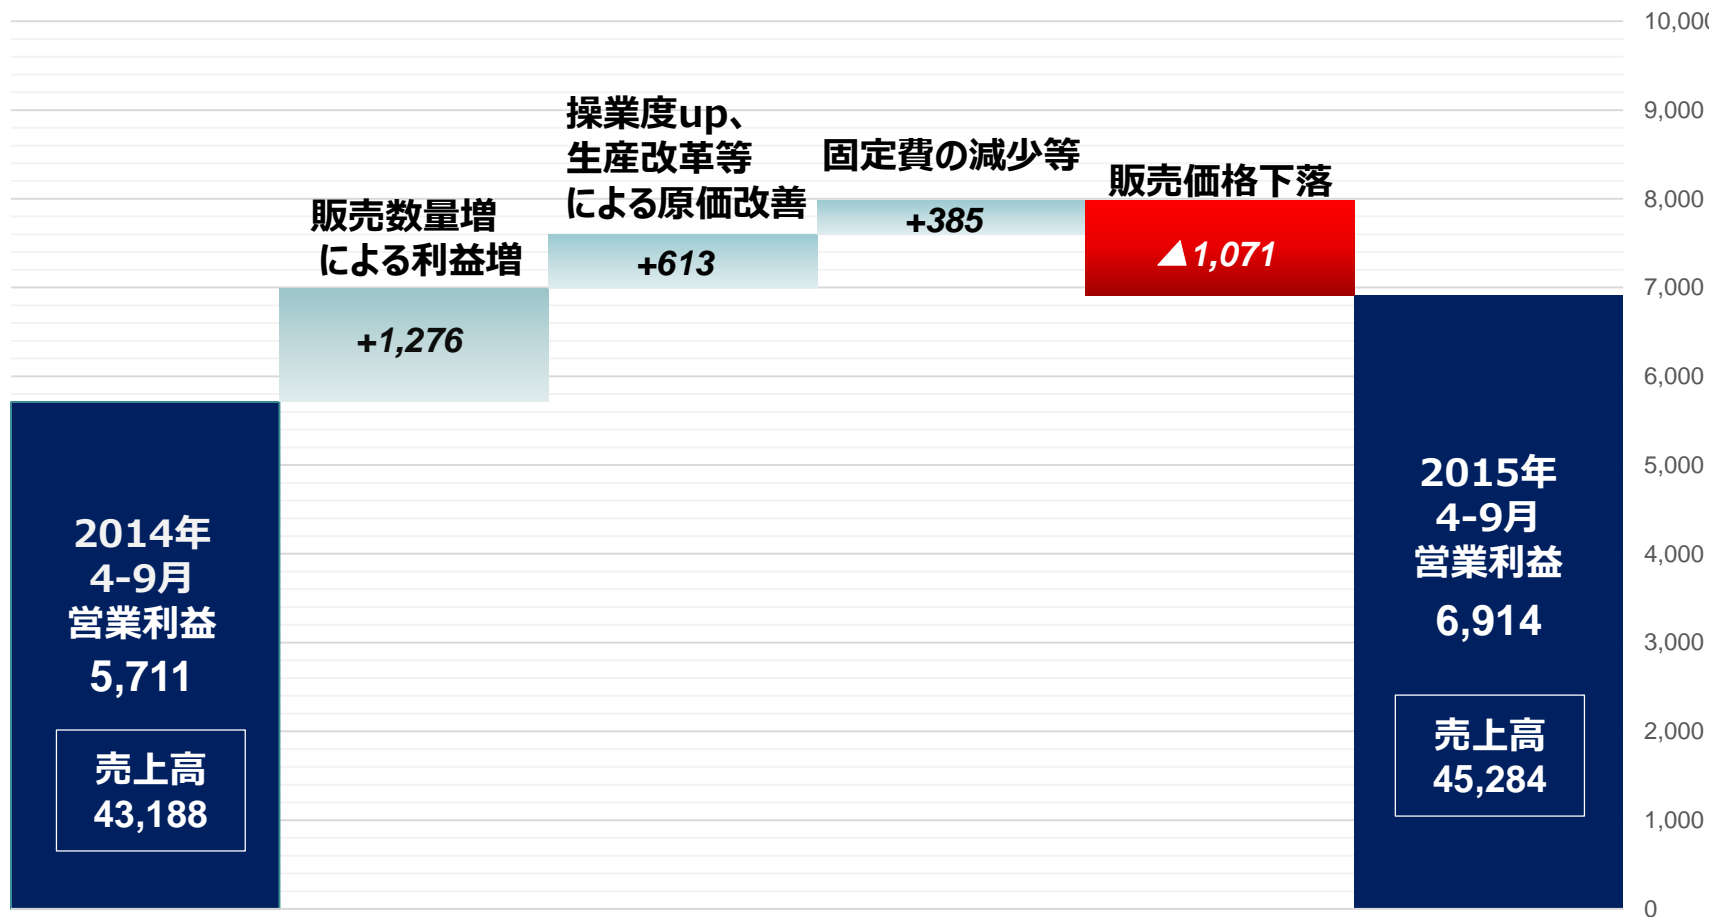 2014年
4-9月
営業利益
5,711
売上高
43,188
販売数量増
による利益増
+1,276
操業度up、
生産改革等
による原価改善
+613
固定費の減少等
+385
販売価格下落
▲1,071
2015年
4-9月
営業利益
6,914
売上高
45,284
10,000
9,000
8,000
7,000
6,000
5,000
4,000
3,000
2,000
1,000
0